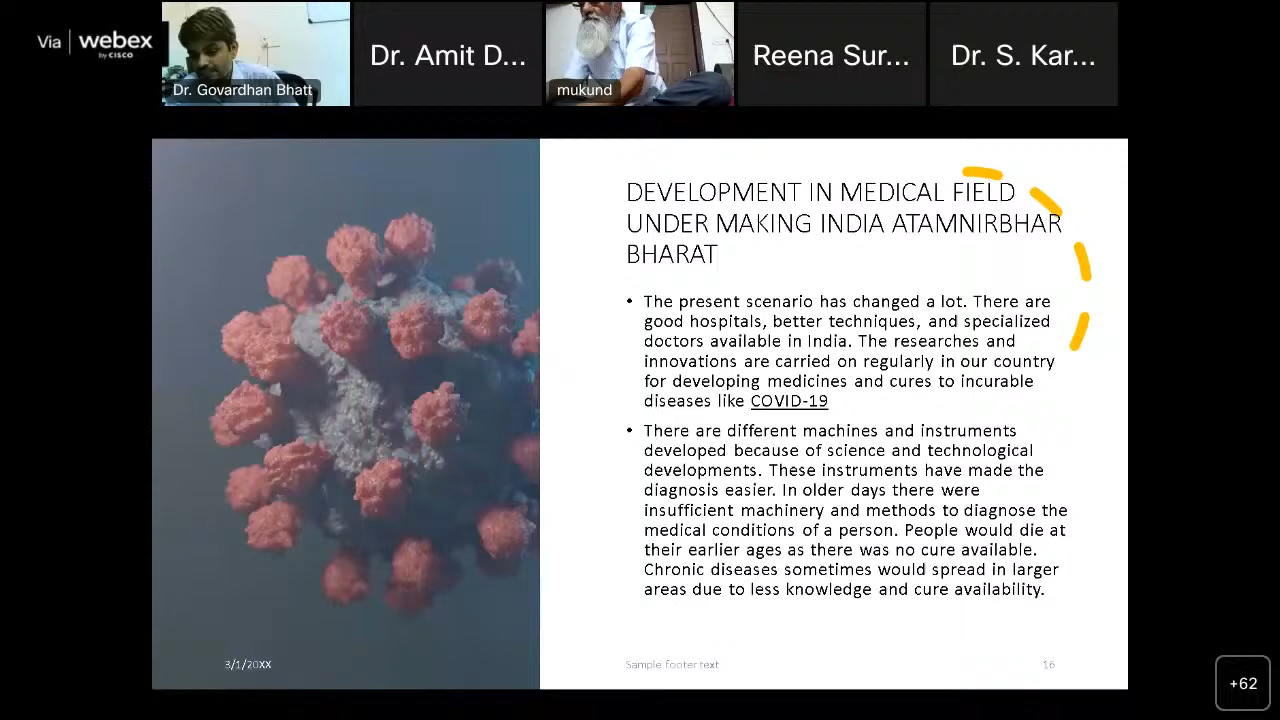 Via webex
by CISCO
Dr. Govardhan Bhatt
Dr. Amit D...
mukund
Reena Sur...
Dr. S. Kar...
DEVELOPMENT IN MEDICAL FIELD
UNDER MAKING INDIA ATAMNIRBHAR
BHARAT
• The present scenario has changed a lot. There are
good hospitals, better techniques, and specialized
doctors available in India. The researches and
innovations are carried on regularly in our country
for developing medicines and cures to incurable
diseases like COVID-19
• There are different machines and instruments
developed because of science and technological
developments. These instruments have made the
diagnosis easier. In older days there were
insufficient machinery and methods to diagnose the
medical conditions of a person. People would die at
their earlier ages as there was no cure available.
Chronic diseases sometimes would spread in larger
areas due to less knowledge and cure availability.
3/1/20XX
Sample footer text
16
+62